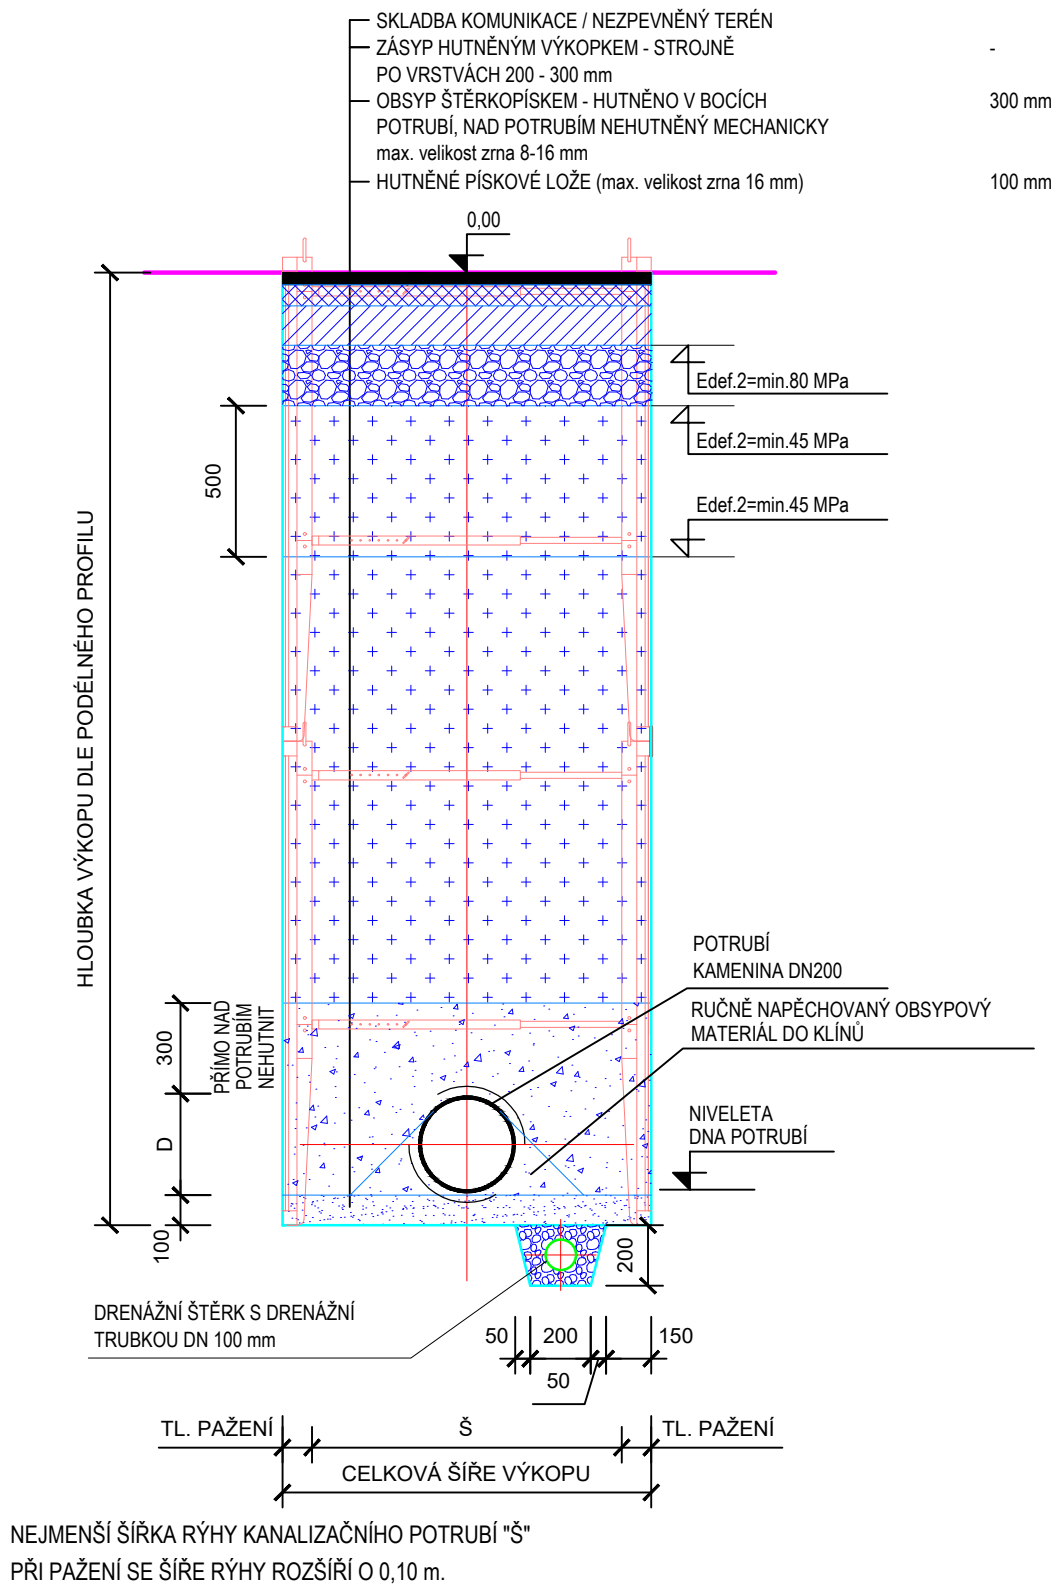 SKLADBA KOMUNIKACE / NEZPEVNĚNÝ TERÉN
ZÁSYP HUTNĚNÝM VÝKOPKEM - STROJNĚ -
PO VRSTVÁCH 200 - 300 mm
OBSYP ŠTĚRKOPÍSKEM - HUTNĚNO V BOCÍCH 300 mm
POTRUBÍ, NAD POTRUBÍM NEHUTNĚNÝ MECHANICKY
max. velikost zrna 8-16 mm
HUTNĚNÉ PÍSKOVÉ LOŽE (max. velikost zrna 16 mm) 100 mm
0,00
Edef.2=min.80 MPa
Edef.2=min.45 MPa
Edef.2=min.45 MPa
500
HLOUBKA VÝKOPU DLE PODÉLNÉHO PROFILU
POTRUBÍ
KAMENINA DN200
RUČNĚ NAPĚCHOVANÝ OBSYPOVÝ
MATERIÁL DO KLÍNŮ
300
PŘÍMO NAD
POTRUBÍM
NEHUTNIT
D
NIVELETA
DNA POTRUBÍ
100
200
DRENÁŽNÍ ŠTĚRK S DRENÁŽNÍ
TRUBKOU DN 100 mm
50 200 150
50
TL. PAŽENÍ Š TL. PAŽENÍ
CELKOVÁ ŠÍŘE VÝKOPU
NEJMENŠÍ ŠÍŘKA RÝHY KANALIZAČNÍHO POTRUBÍ "Š"
PŘI PAŽENÍ SE ŠÍŘE RÝHY ROZŠÍŘÍ O 0,10 m.